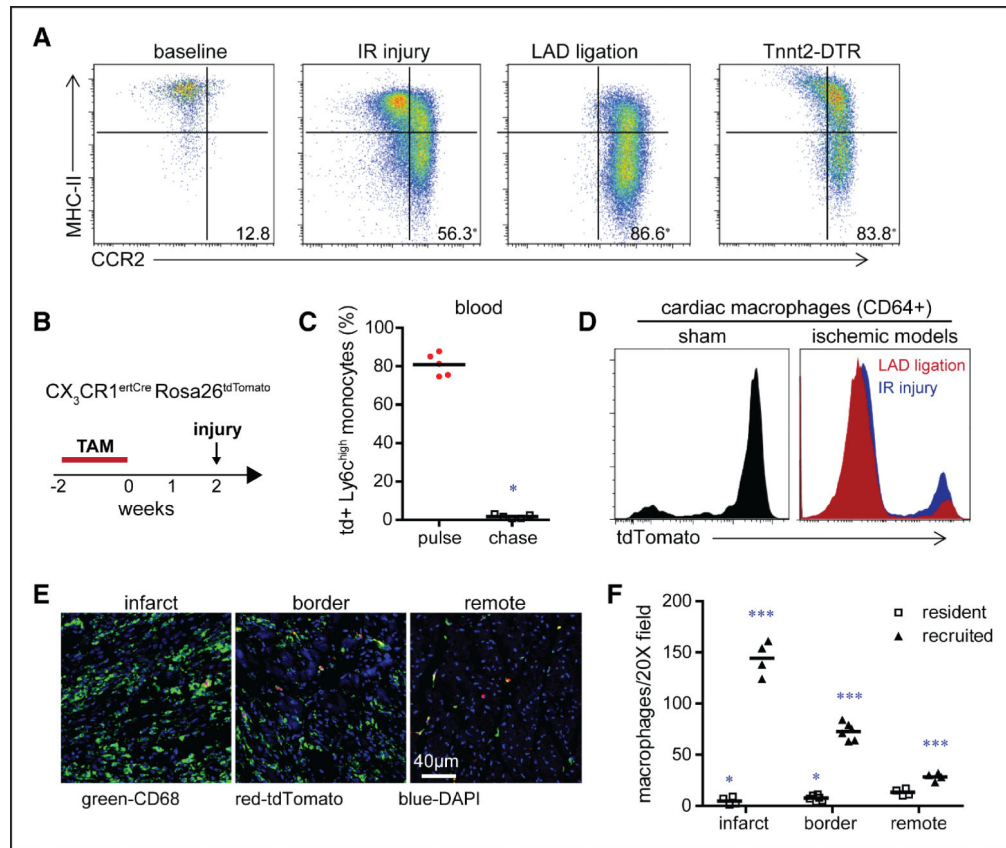 A
baseline
IR injury
LAD ligation
Tnnt2-DTR
MHC-II
12.8
56.3*
86.6*
83.8*
CCR2
B
CX₃CR1ᵉʳᵗCʳᵉ Rosa26ᵗᵈᵀᵒᵐᵃᵗᵒ
TAM
injury
-2 0 1 2
weeks
C
blood
td+ Ly6cʰⁱᵍʰ monocytes (%)
100
80
60
40
20
0
*
pulse chase
D
cardiac macrophages (CD64+)
sham
ischemic models
LAD ligation
IR injury
tdTomato
E
infarct
border
remote
40μm
green-CD68 red-tdTomato blue-DAPI
F
macrophages/20X field
200
150
100
50
0
resident
recruited
***
***
***
*
*
infarct border remote